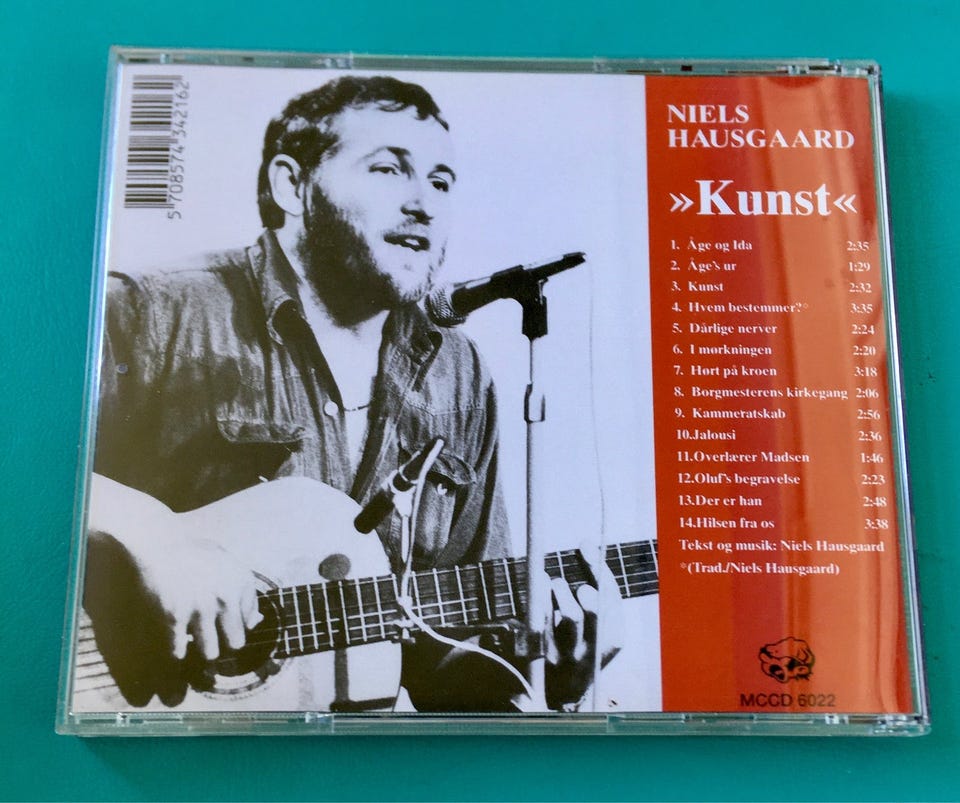 5 708574 342162
NIELS
HAUSGAARD
»Kunst«
1. Åge og Ida 2:35
2. Åge's ur 1:29
3. Kunst 2:32
4. Hvem bestemmer?* 3:35
5. Dårlige nerver 2:24
6. I mørkningen 2:20
7. Hørt på kroen 3:18
8. Borgmesterens kirkegang 2:06
9. Kammeratskab 2:56
10.Jalousi 2:36
11.Overlærer Madsen 1:46
12.Oluf's begravelse 2:23
13.Der er han 2:48
14.Hilsen fra os 3:38
Tekst og musik: Niels Hausgaard
*(Trad./Niels Hausgaard)
MCCD 6022